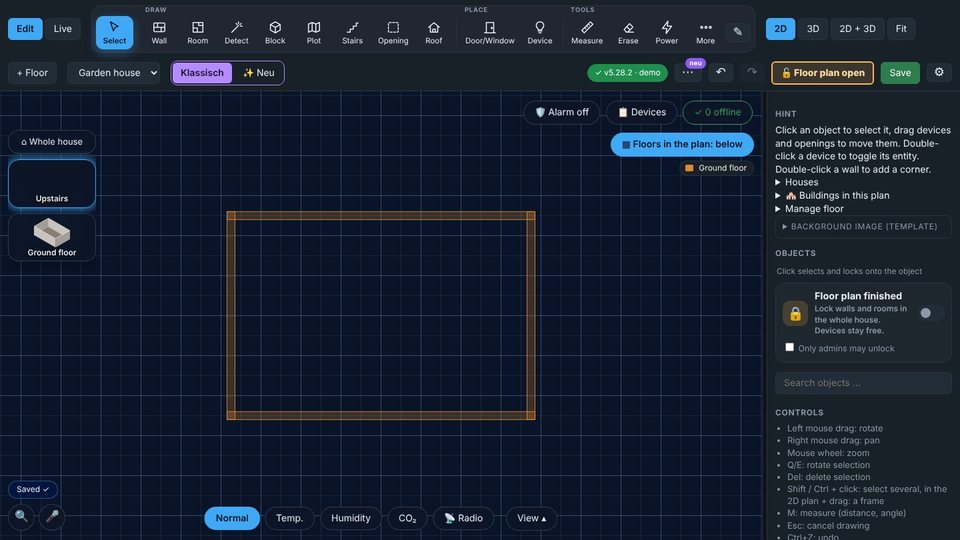 DRAW
PLACE
TOOLS
Edit
Live
Select
Wall
Room
Detect
Block
Plot
Stairs
Opening
Roof
Door/Window
Device
Measure
Erase
Power
More
2D
3D
2D + 3D
Fit
+ Floor
Garden house
Klassisch
✨ Neu
✓ v5.28.2 · demo
neu
Floor plan open
Save
Alarm off
Devices
✓ 0 offline
Floors in the plan: below
Ground floor
⌂ Whole house
Upstairs
Ground floor
HINT
Click an object to select it, drag devices
and openings to move them. Double-
click a device to toggle its entity.
Double-click a wall to add a corner.
▶ Houses
▶ Buildings in this plan
▶ Manage floor
▶ BACKGROUND IMAGE (TEMPLATE)
OBJECTS
Click selects and locks onto the object
Floor plan finished
Lock walls and rooms in
the whole house.
Devices stay free.
Only admins may unlock
Search objects ...
CONTROLS
• Left mouse drag: rotate
• Right mouse drag: pan
• Mouse wheel: zoom
• Q/E: rotate selection
• Del: delete selection
• Shift / Ctrl + click: select several, in the
2D plan + drag: a frame
• M: measure (distance, angle)
• Esc: cancel drawing
• Ctrl+Z: undo
Saved ✓
Normal
Temp.
Humidity
CO₂
Radio
View ▴